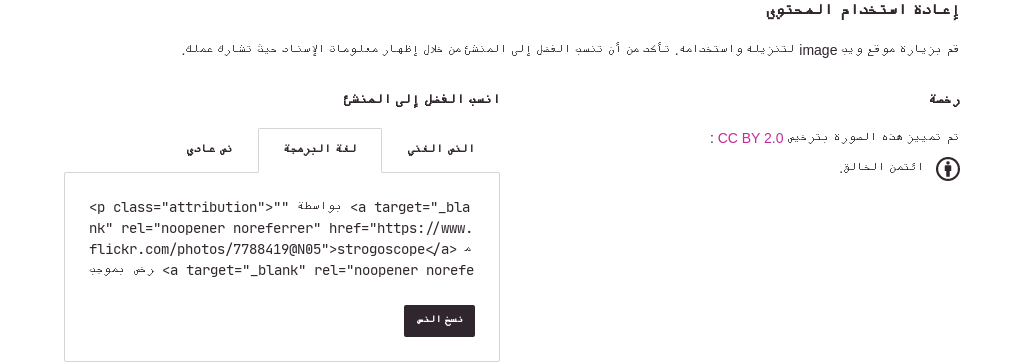 إعادة استخدام المحتوى
قم بزيارة موقع ويب image لتنزيله واستخدامه. تأكد من أن تنسب الفضل إلى المنشئ من خلال إظهار معلومات الإسناد حيث تشارك عملك.
رخصة
تم تمييز هذه الصورة بترخيص CC BY 2.0 :
ائتمن الخالق.
انسب الفضل إلى المنشئ
النص الغني
لغة البرمجة
نص عادي
<p class="attribution">"" بواسطة <a target="_bla
nk" rel="noopener noreferrer" href="https://www.
flickr.com/photos/7788419@N05">strogoscope</a> م
رخص بموجب <a target="_blank" rel="noopener norefe
نسخ النص